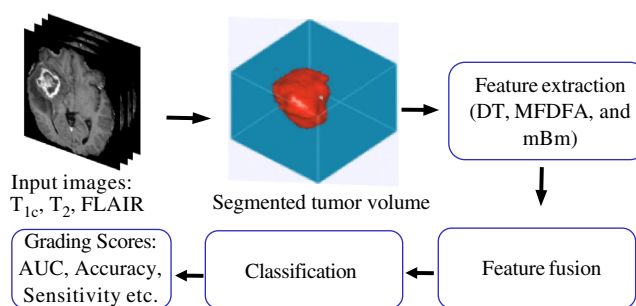 Input images:
T1c, T2, FLAIR
Segmented tumor volume
Feature extraction
(DT, MFDFA, and
mBm)
Feature fusion
Classification
Grading Scores:
AUC, Accuracy,
Sensitivity etc.